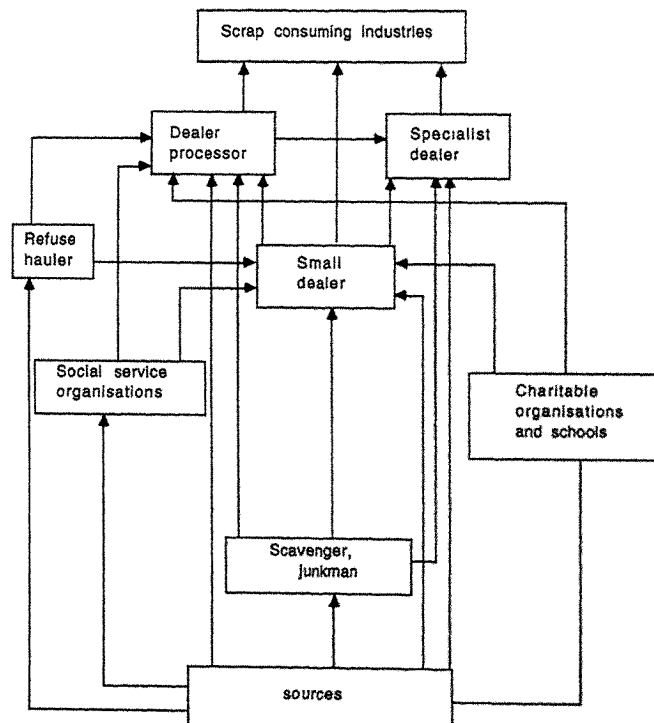 Scrap consuming industries
Dealer
processor
Specialist
dealer
Refuse
hauler
Small
dealer
Social service
organisations
Charitable
organisations
and schools
Scavenger,
junkman
sources